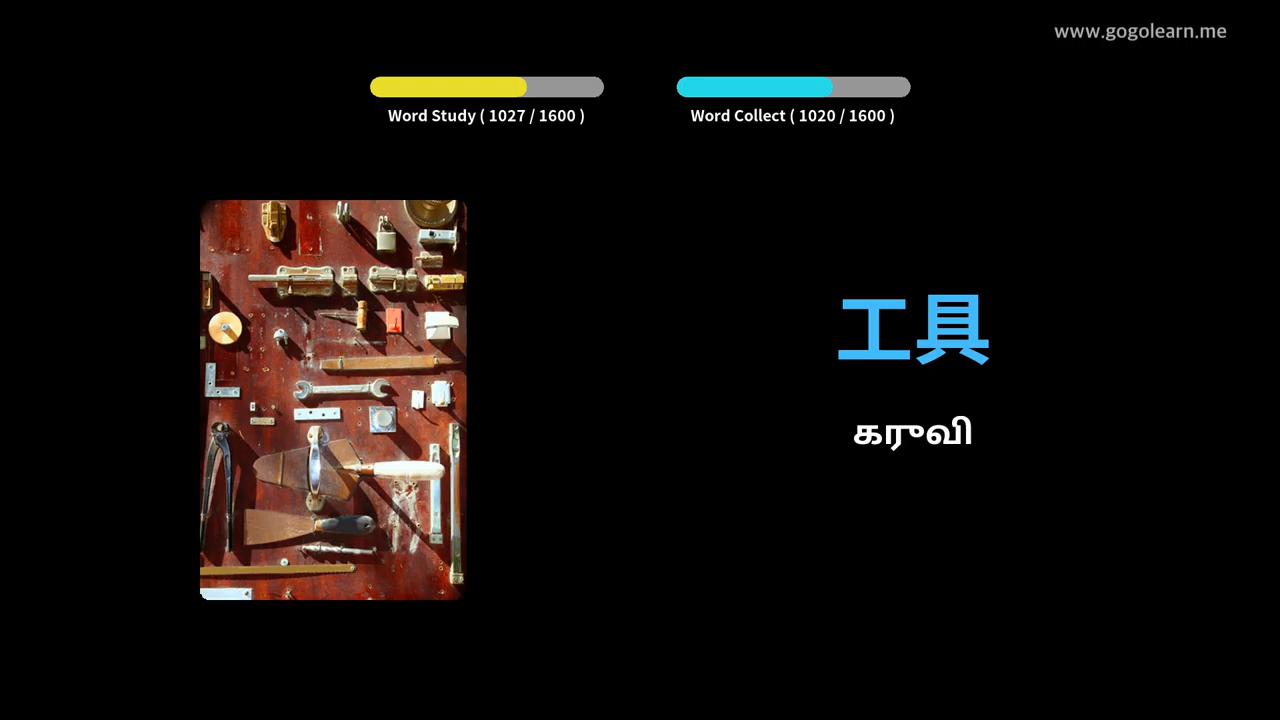 www.gogolearn.me
Word Study ( 1027 / 1600 )
Word Collect ( 1020 / 1600 )
工具
கருவி